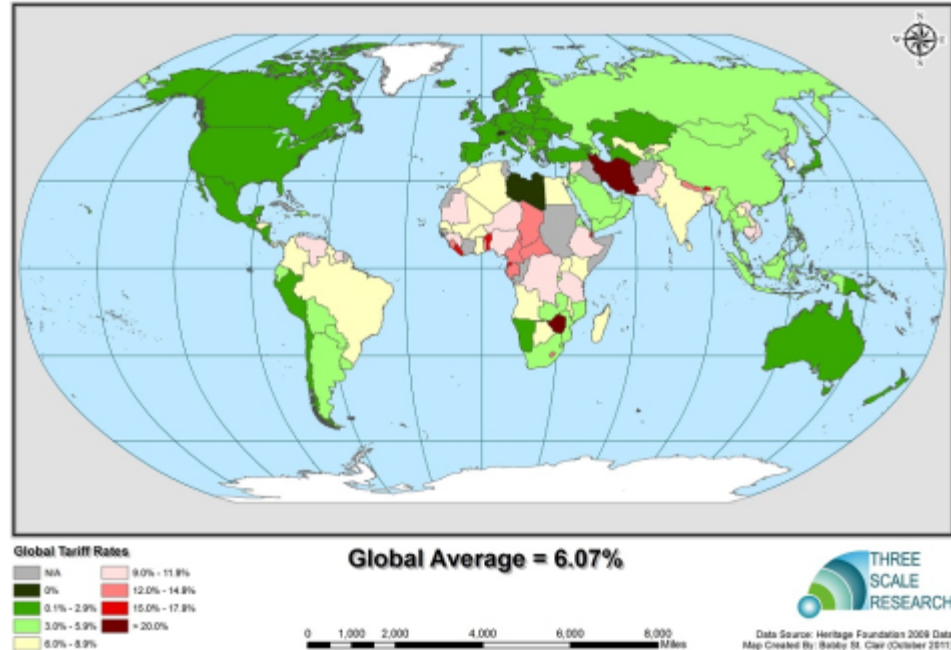 N
W E
S
Global Tariff Rates
N/A
0%
0.1% - 2.9%
3.0% - 5.9%
6.0% - 8.9%
9.0% - 11.9%
12.0% - 14.9%
15.0% - 17.9%
> 20.0%
Global Average = 6.07%
0 1,000 2,000 4,000 6,000 8,000
Miles
THREE
SCALE
RESEARCH
Data Source: Heritage Foundation 2009 Data
Map Created By: Bobby St. Clair (October 2011)